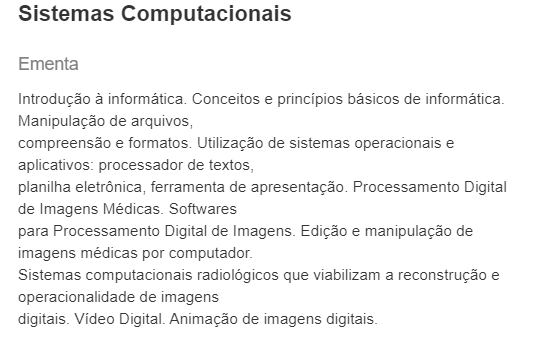 Sistemas Computacionais
Ementa
Introdução à informática. Conceitos e princípios básicos de informática.
Manipulação de arquivos,
compreensão e formatos. Utilização de sistemas operacionais e
aplicativos: processador de textos,
planilha eletrônica, ferramenta de apresentação. Processamento Digital
de Imagens Médicas. Softwares
para Processamento Digital de Imagens. Edição e manipulação de
imagens médicas por computador.
Sistemas computacionais radiológicos que viabilizam a reconstrução e
operacionalidade de imagens
digitais. Vídeo Digital. Animação de imagens digitais.